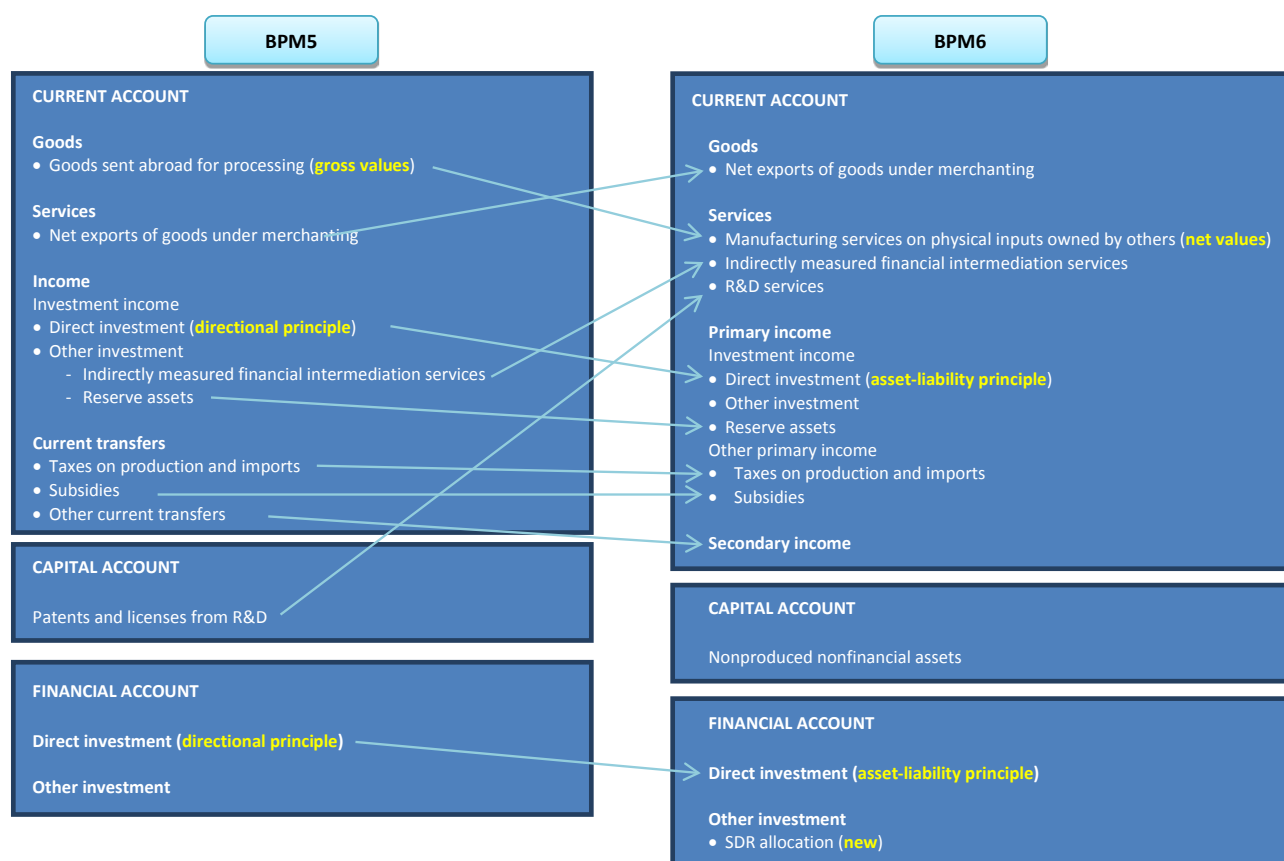 BPM5
CURRENT ACCOUNT
Goods
• Goods sent abroad for processing (gross values)
Services
• Net exports of goods under merchanting
Income
Investment income
• Direct investment (directional principle)
• Other investment
- Indirectly measured financial intermediation services
- Reserve assets
Current transfers
• Taxes on production and imports
• Subsidies
• Other current transfers
CAPITAL ACCOUNT
Patents and licenses from R&D
FINANCIAL ACCOUNT
Direct investment (directional principle)
Other investment
BPM6
CURRENT ACCOUNT
Goods
• Net exports of goods under merchanting
Services
• Manufacturing services on physical inputs owned by others (net values)
• Indirectly measured financial intermediation services
• R&D services
Primary income
Investment income
• Direct investment (asset-liability principle)
• Other investment
• Reserve assets
Other primary income
• Taxes on production and imports
• Subsidies
Secondary income
CAPITAL ACCOUNT
Nonproduced nonfinancial assets
FINANCIAL ACCOUNT
Direct investment (asset-liability principle)
Other investment
• SDR allocation (new)